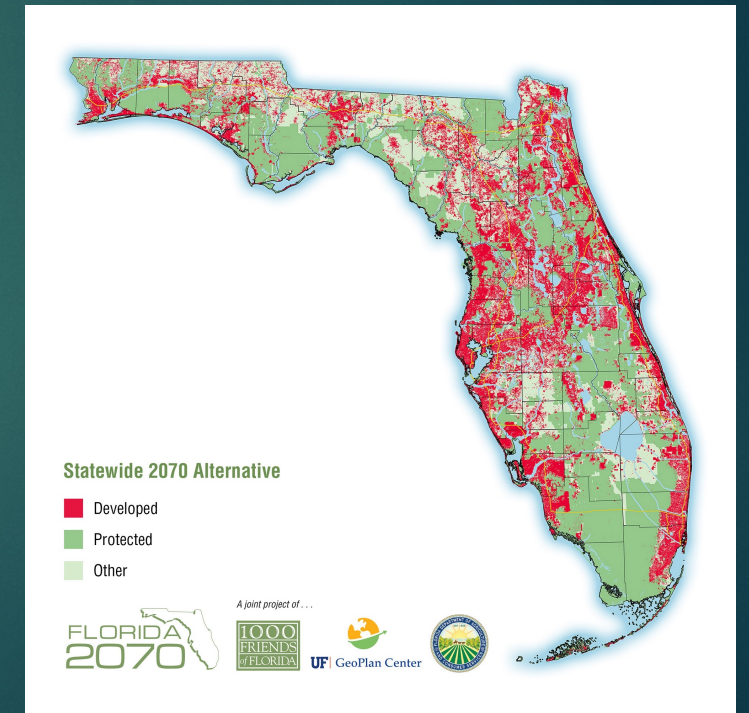 Statewide 2070 Alternative
Developed
Protected
Other
A joint project of . . .
FLORIDA
2070
1000
FRIENDS
of FLORIDA
UF | GeoPlan Center